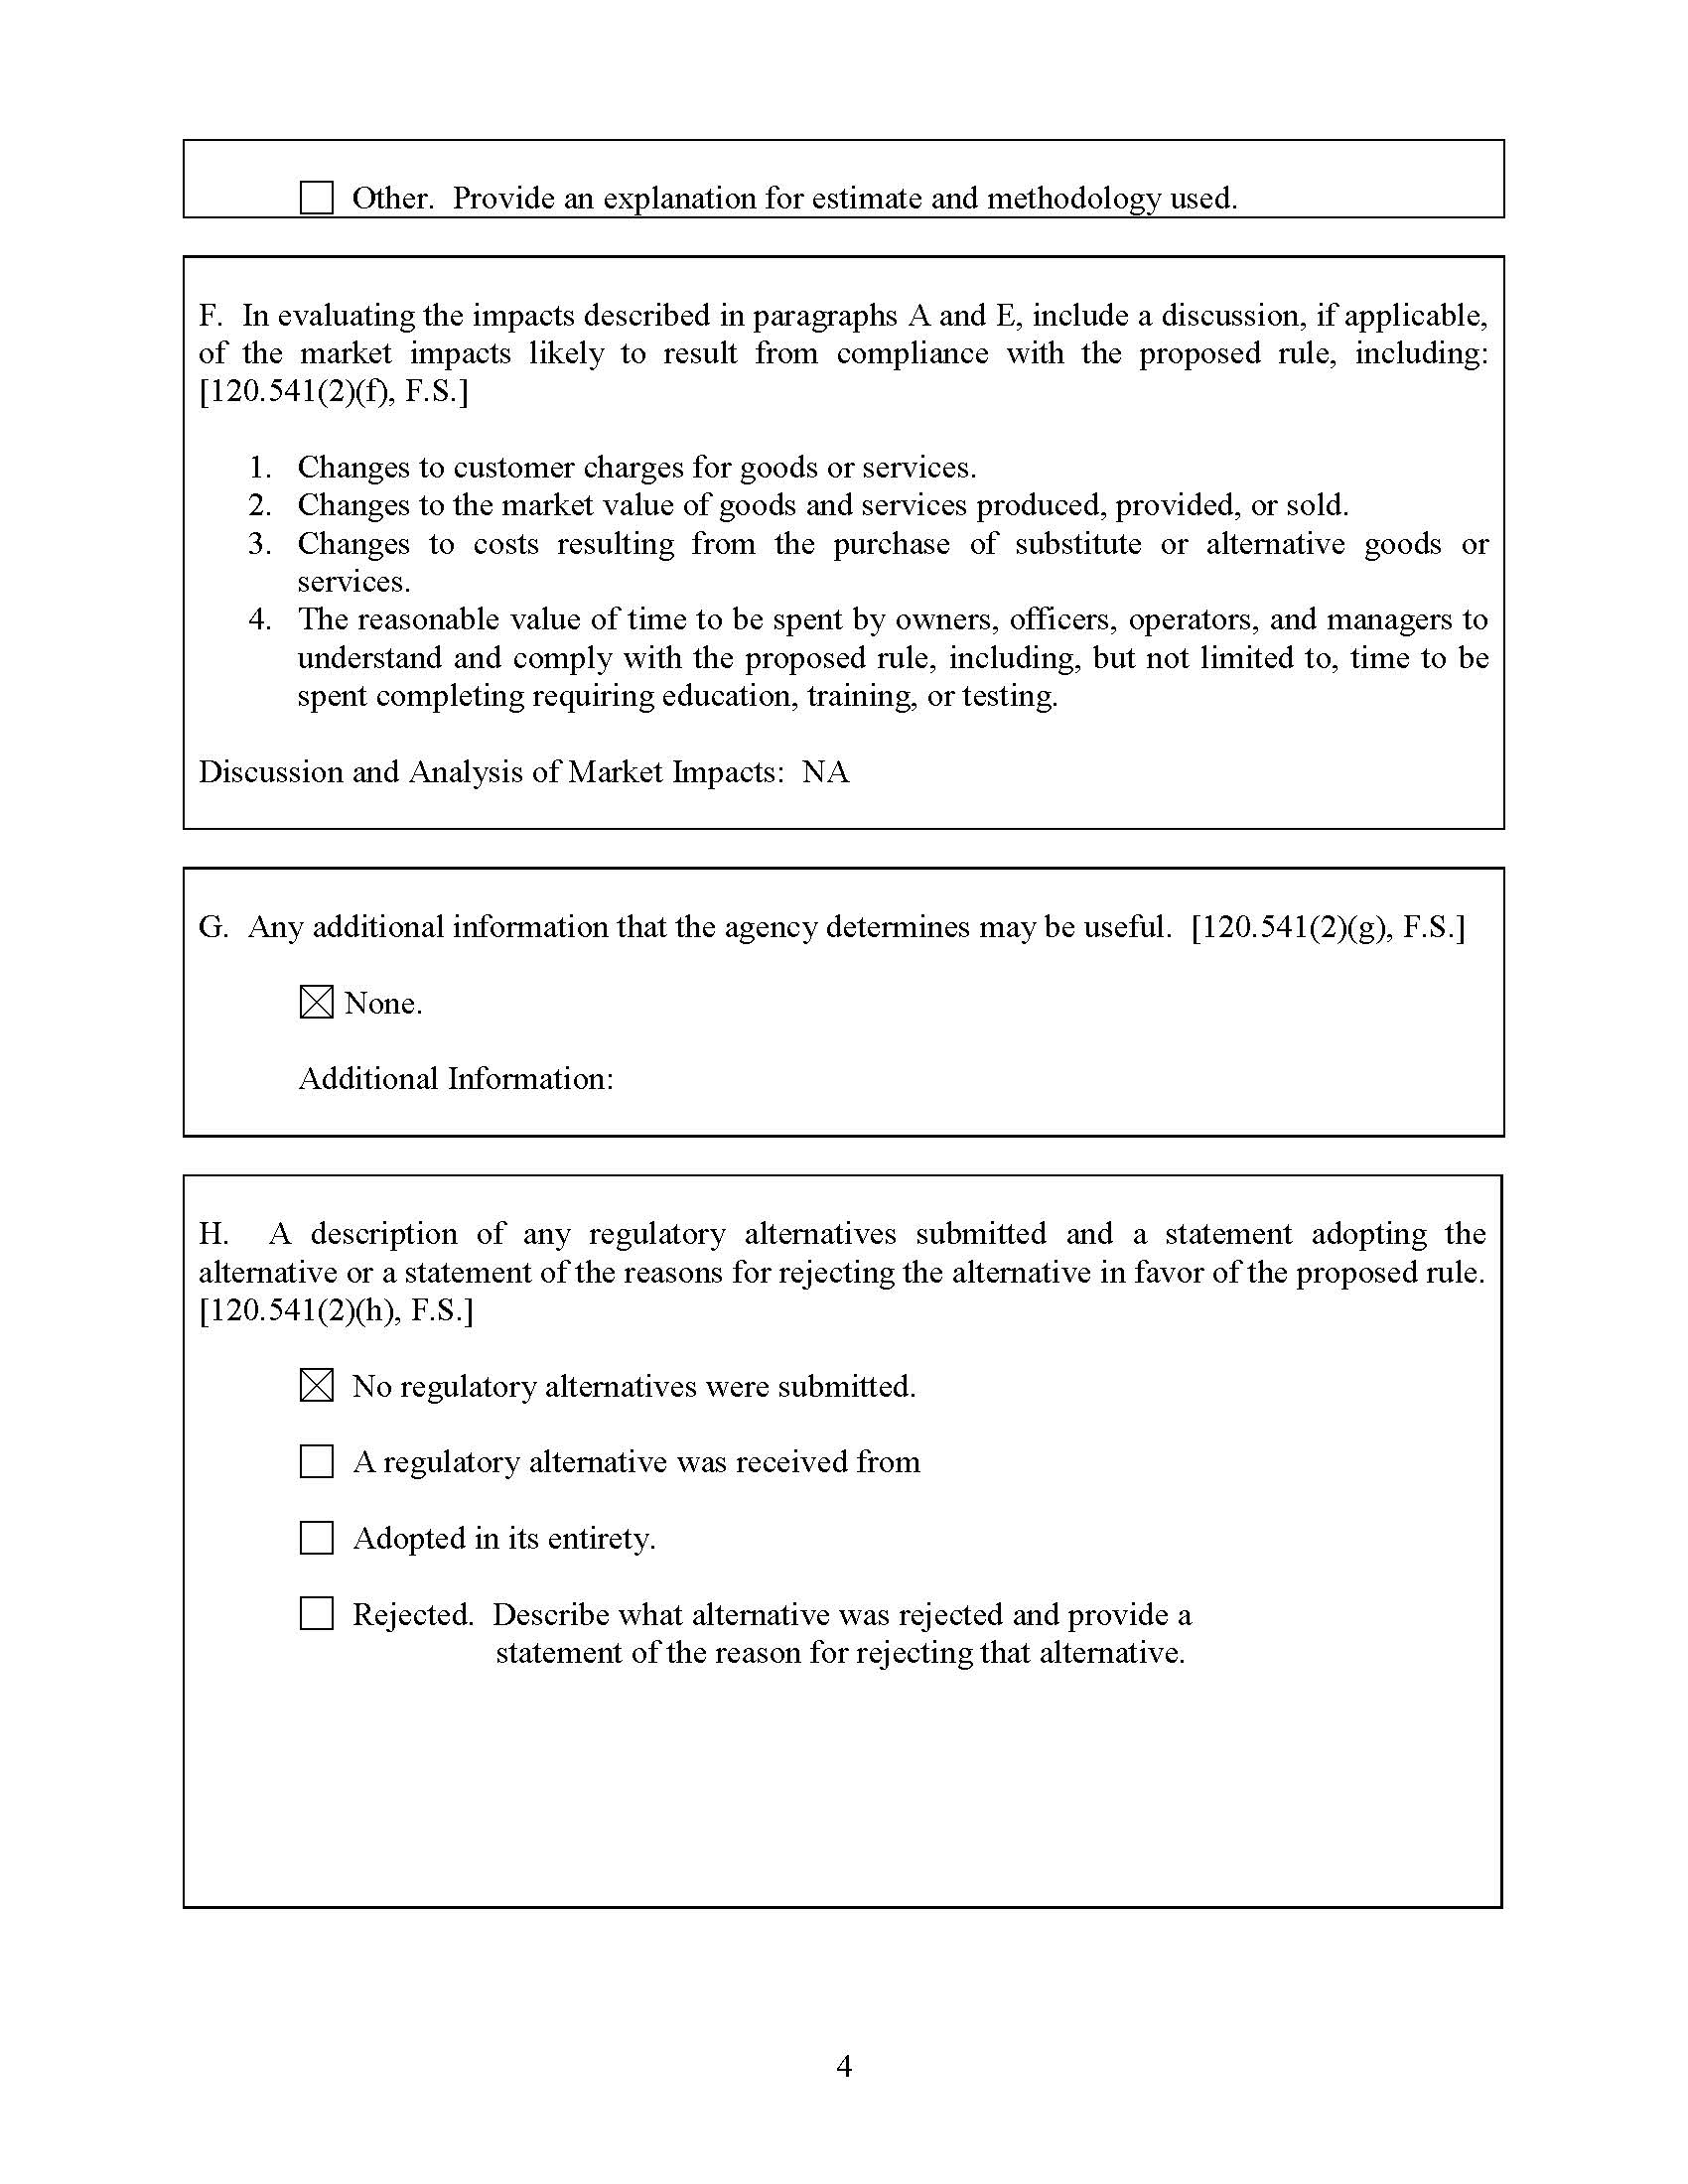 ☐ Other.  Provide an explanation for estimate and methodology used.
F.  In evaluating the impacts described in paragraphs A and E, include a discussion, if applicable,
of the market impacts likely to result from compliance with the proposed rule, including:
[120.541(2)(f), F.S.]
1. Changes to customer charges for goods or services.
2. Changes to the market value of goods and services produced, provided, or sold.
3. Changes to costs resulting from the purchase of substitute or alternative goods or
services.
4. The reasonable value of time to be spent by owners, officers, operators, and managers to
understand and comply with the proposed rule, including, but not limited to, time to be
spent completing requiring education, training, or testing.
Discussion and Analysis of Market Impacts:  NA
G.  Any additional information that the agency determines may be useful.  [120.541(2)(g), F.S.]
☒ None.
Additional Information:
H.  A description of any regulatory alternatives submitted and a statement adopting the
alternative or a statement of the reasons for rejecting the alternative in favor of the proposed rule.
[120.541(2)(h), F.S.]
☒ No regulatory alternatives were submitted.
☐ A regulatory alternative was received from
☐ Adopted in its entirety.
☐ Rejected.  Describe what alternative was rejected and provide a
statement of the reason for rejecting that alternative.
4